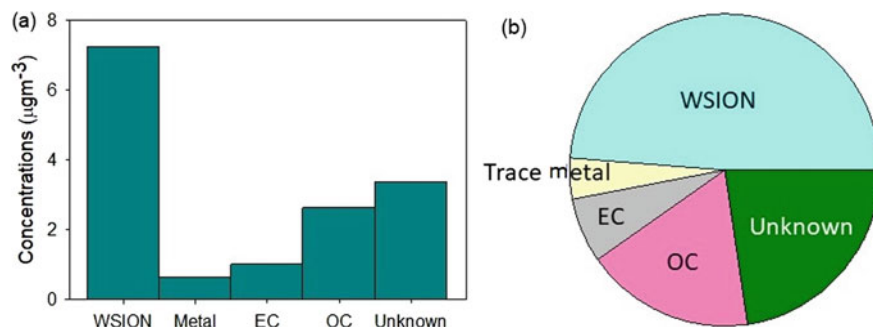 (a)
Concentrations (μgm⁻³)
8
6
4
2
0
WSION Metal EC OC Unknown
(b)
WSION
Trace metal
EC
OC
Unknown